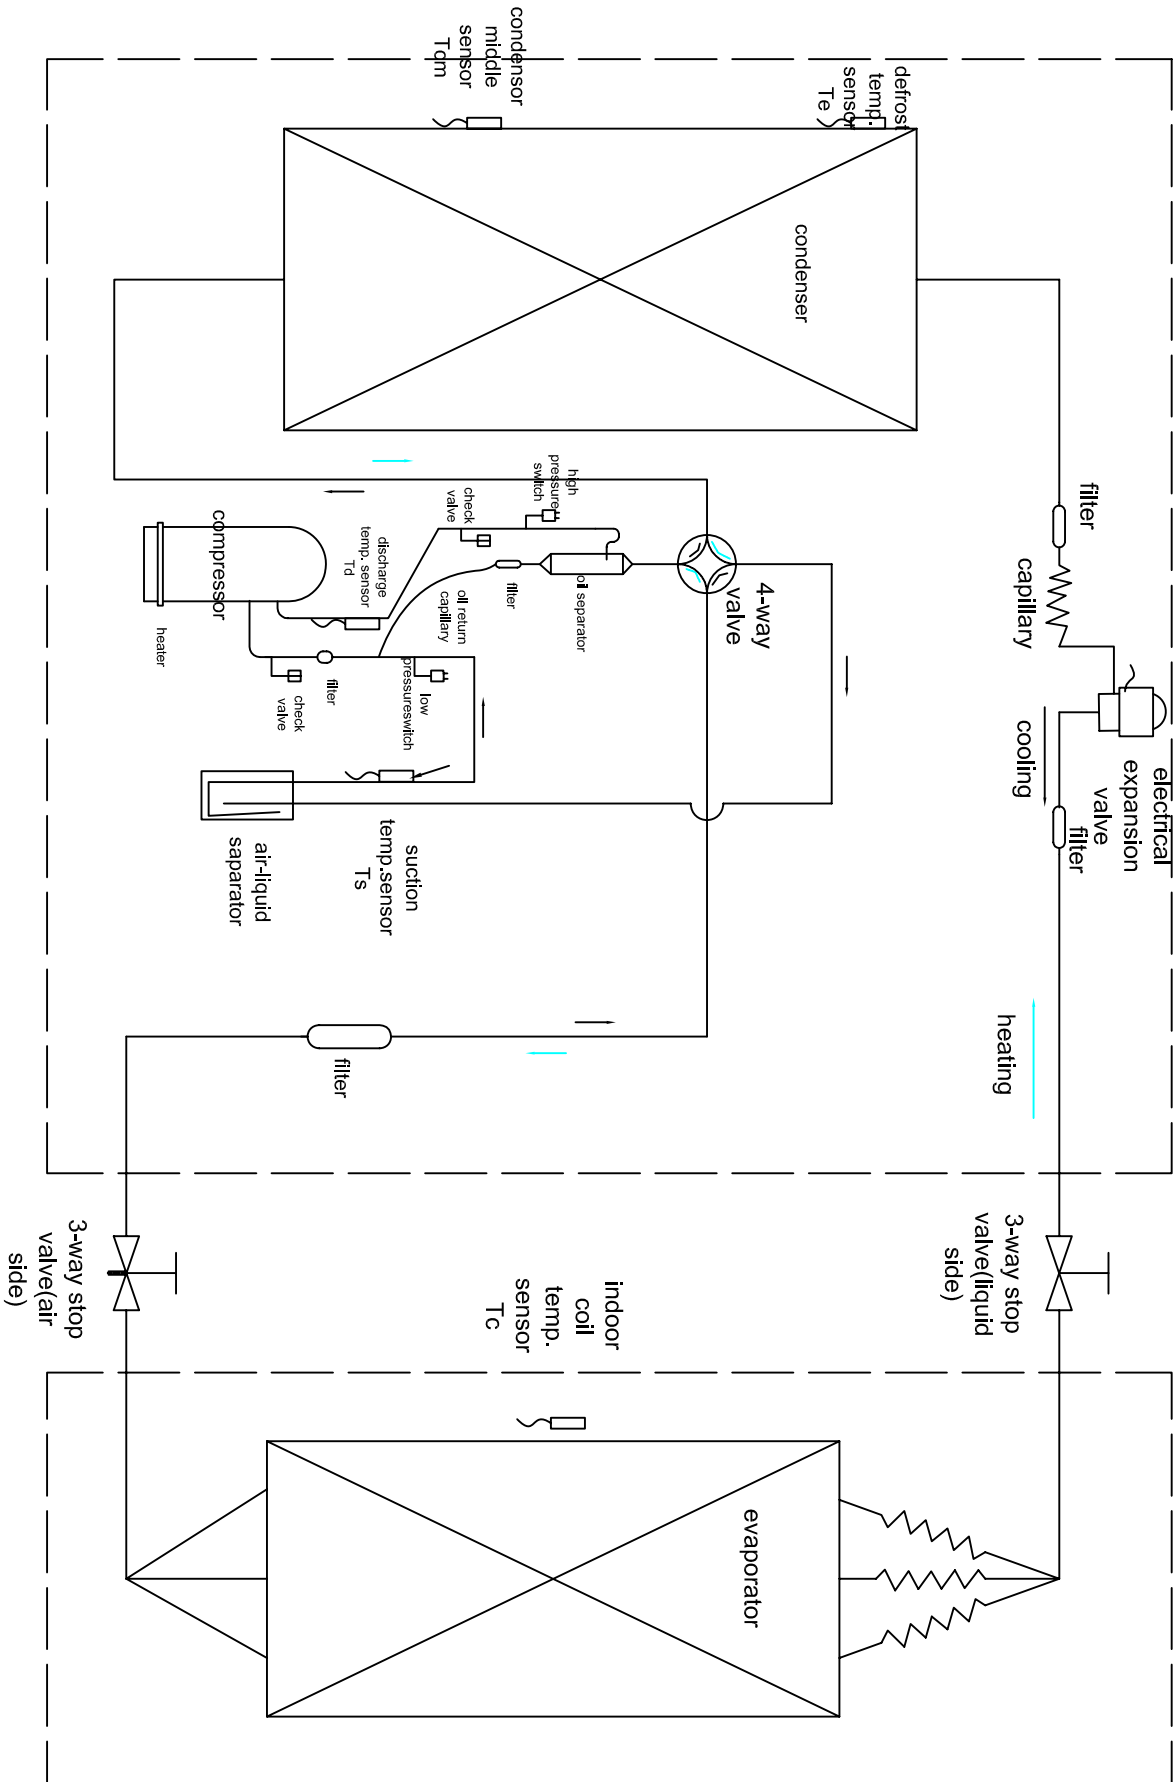 condensor
middle
sensor
Tcm
defrost
temp.
sensor
Te
condenser
filter
capillary
electrical
expansion
valve
cooling
filter
heating
4-way
valve
high
pressure
switch
check
valve
oil separator
filter
oil return
capillary
discharge
temp. sensor
Td
compressor
heater
low
pressureswitch
filter
check
valve
suction
temp.sensor
Ts
air-liquid
saparator
filter
3-way stop
valve(liquid
side)
3-way stop
valve(air
side)
indoor
coil
temp.
sensor
Tc
evaporator